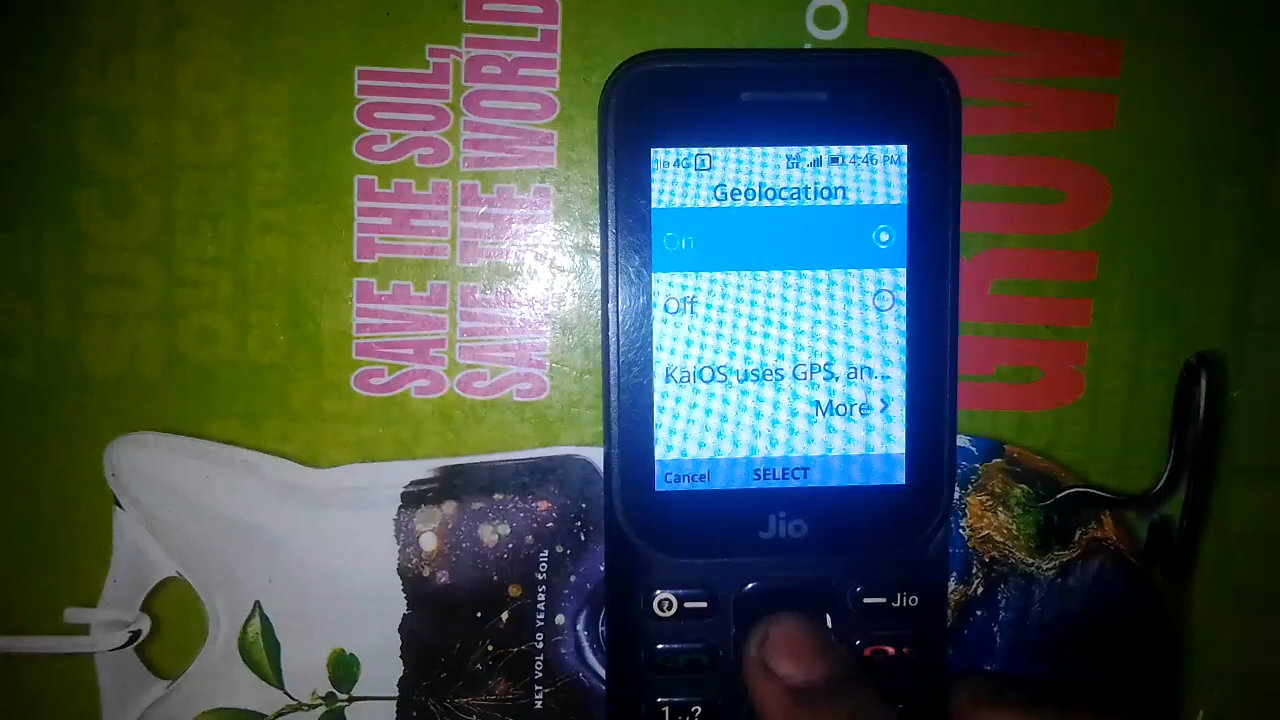 SAVE THE SOIL,
SAVE THE WORLD
GROW
4G 4:46 PM
Geolocation
On
Off
KaiOS uses GPS, an...
More >
Cancel SELECT
Jio
Jio
NET VOL 60 YEARS SOIL